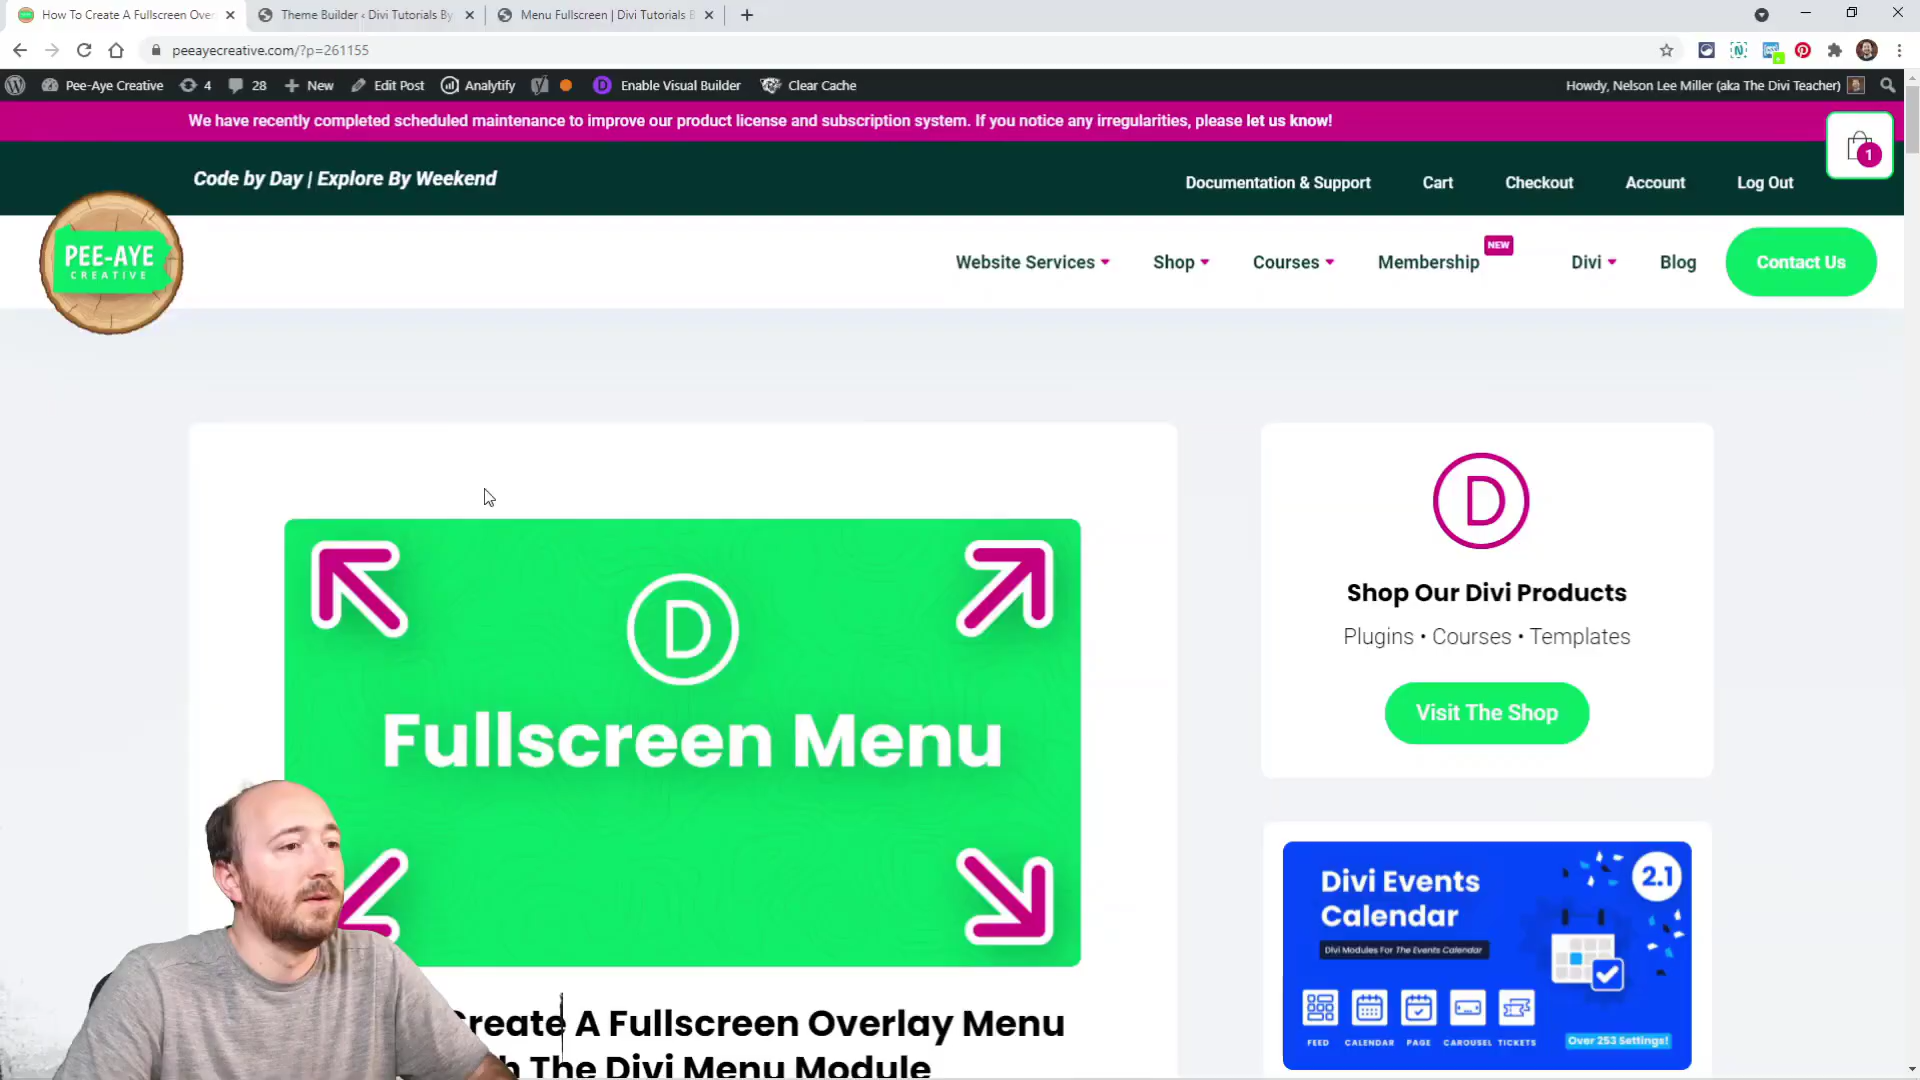 How To Create A Fullscreen Over
Theme Builder ‹ Divi Tutorials By
Menu Fullscreen | Divi Tutorials B
peeayecreative.com/?p=261155
Pee-Aye Creative
4
28
New
Edit Post
Analytify
Enable Visual Builder
Clear Cache
Howdy, Nelson Lee Miller (aka The Divi Teacher)
We have recently completed scheduled maintenance to improve our product license and subscription system. If you notice any irregularities, please let us know!
1
Code by Day | Explore By Weekend
Documentation & Support
Cart
Checkout
Account
Log Out
PEE-AYE
CREATIVE
Website Services
Shop
Courses
Membership
NEW
Divi
Blog
Contact Us
D
Fullscreen Menu
Create A Fullscreen Overlay Menu
The Divi Menu Module
D
Shop Our Divi Products
Plugins • Courses • Templates
Visit The Shop
Divi Events
Calendar
2.1
Divi Modules For The Events Calendar
FEED
CALENDAR
PAGE
CAROUSEL
TICKETS
Over 253 Settings!